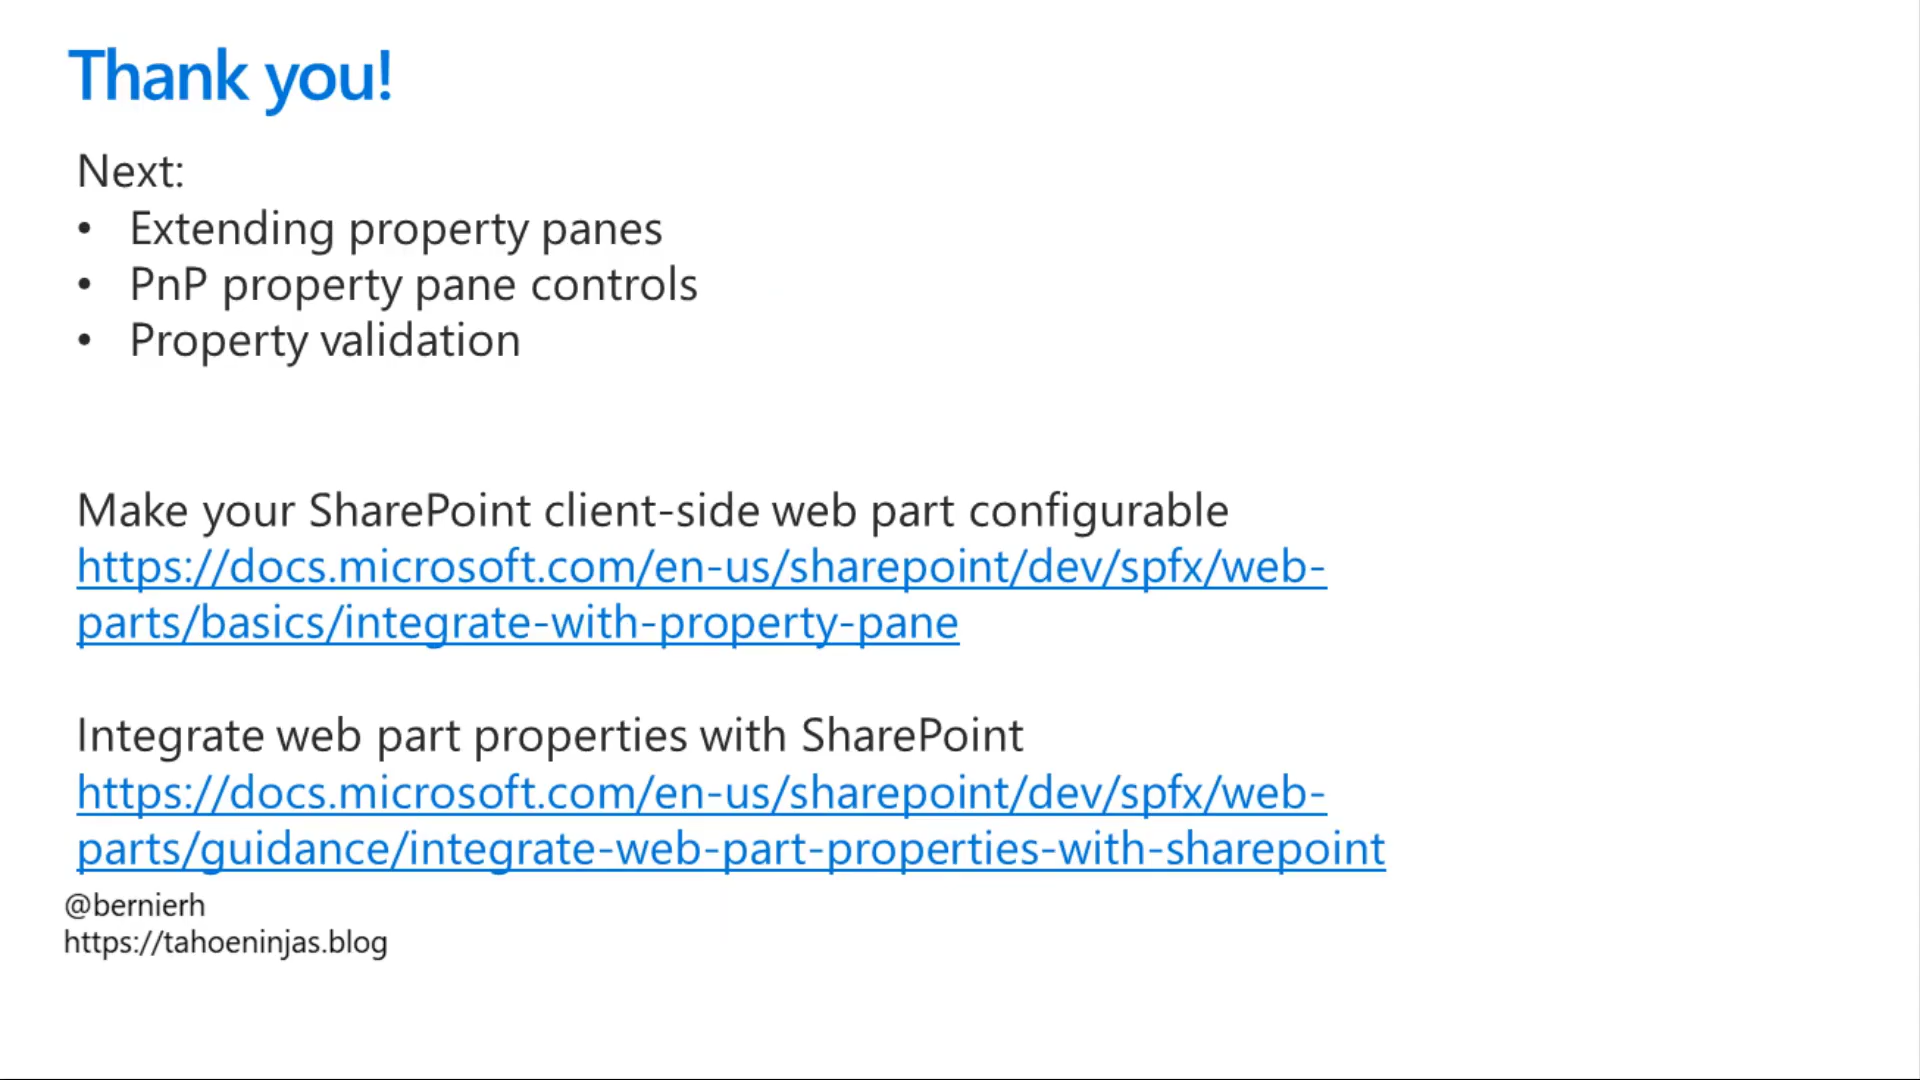 Thank you!
Next:
• Extending property panes
• PnP property pane controls
• Property validation
Make your SharePoint client-side web part configurable
https://docs.microsoft.com/en-us/sharepoint/dev/spfx/web-
parts/basics/integrate-with-property-pane
Integrate web part properties with SharePoint
https://docs.microsoft.com/en-us/sharepoint/dev/spfx/web-
parts/guidance/integrate-web-part-properties-with-sharepoint
@bernierh
https://tahoeninjas.blog